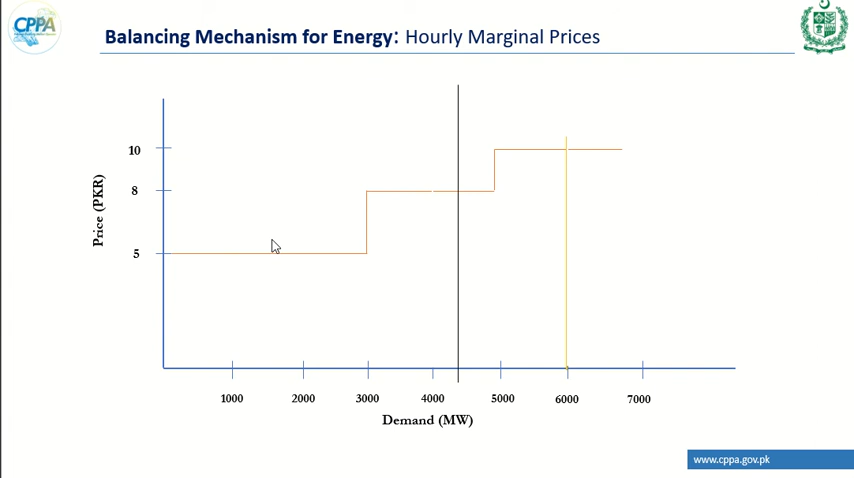 CPPA
Balancing Mechanism for Energy: Hourly Marginal Prices
10
8
5
Price (PKR)
1000 2000 3000 4000 5000 6000 7000
Demand (MW)
www.cppa.gov.pk